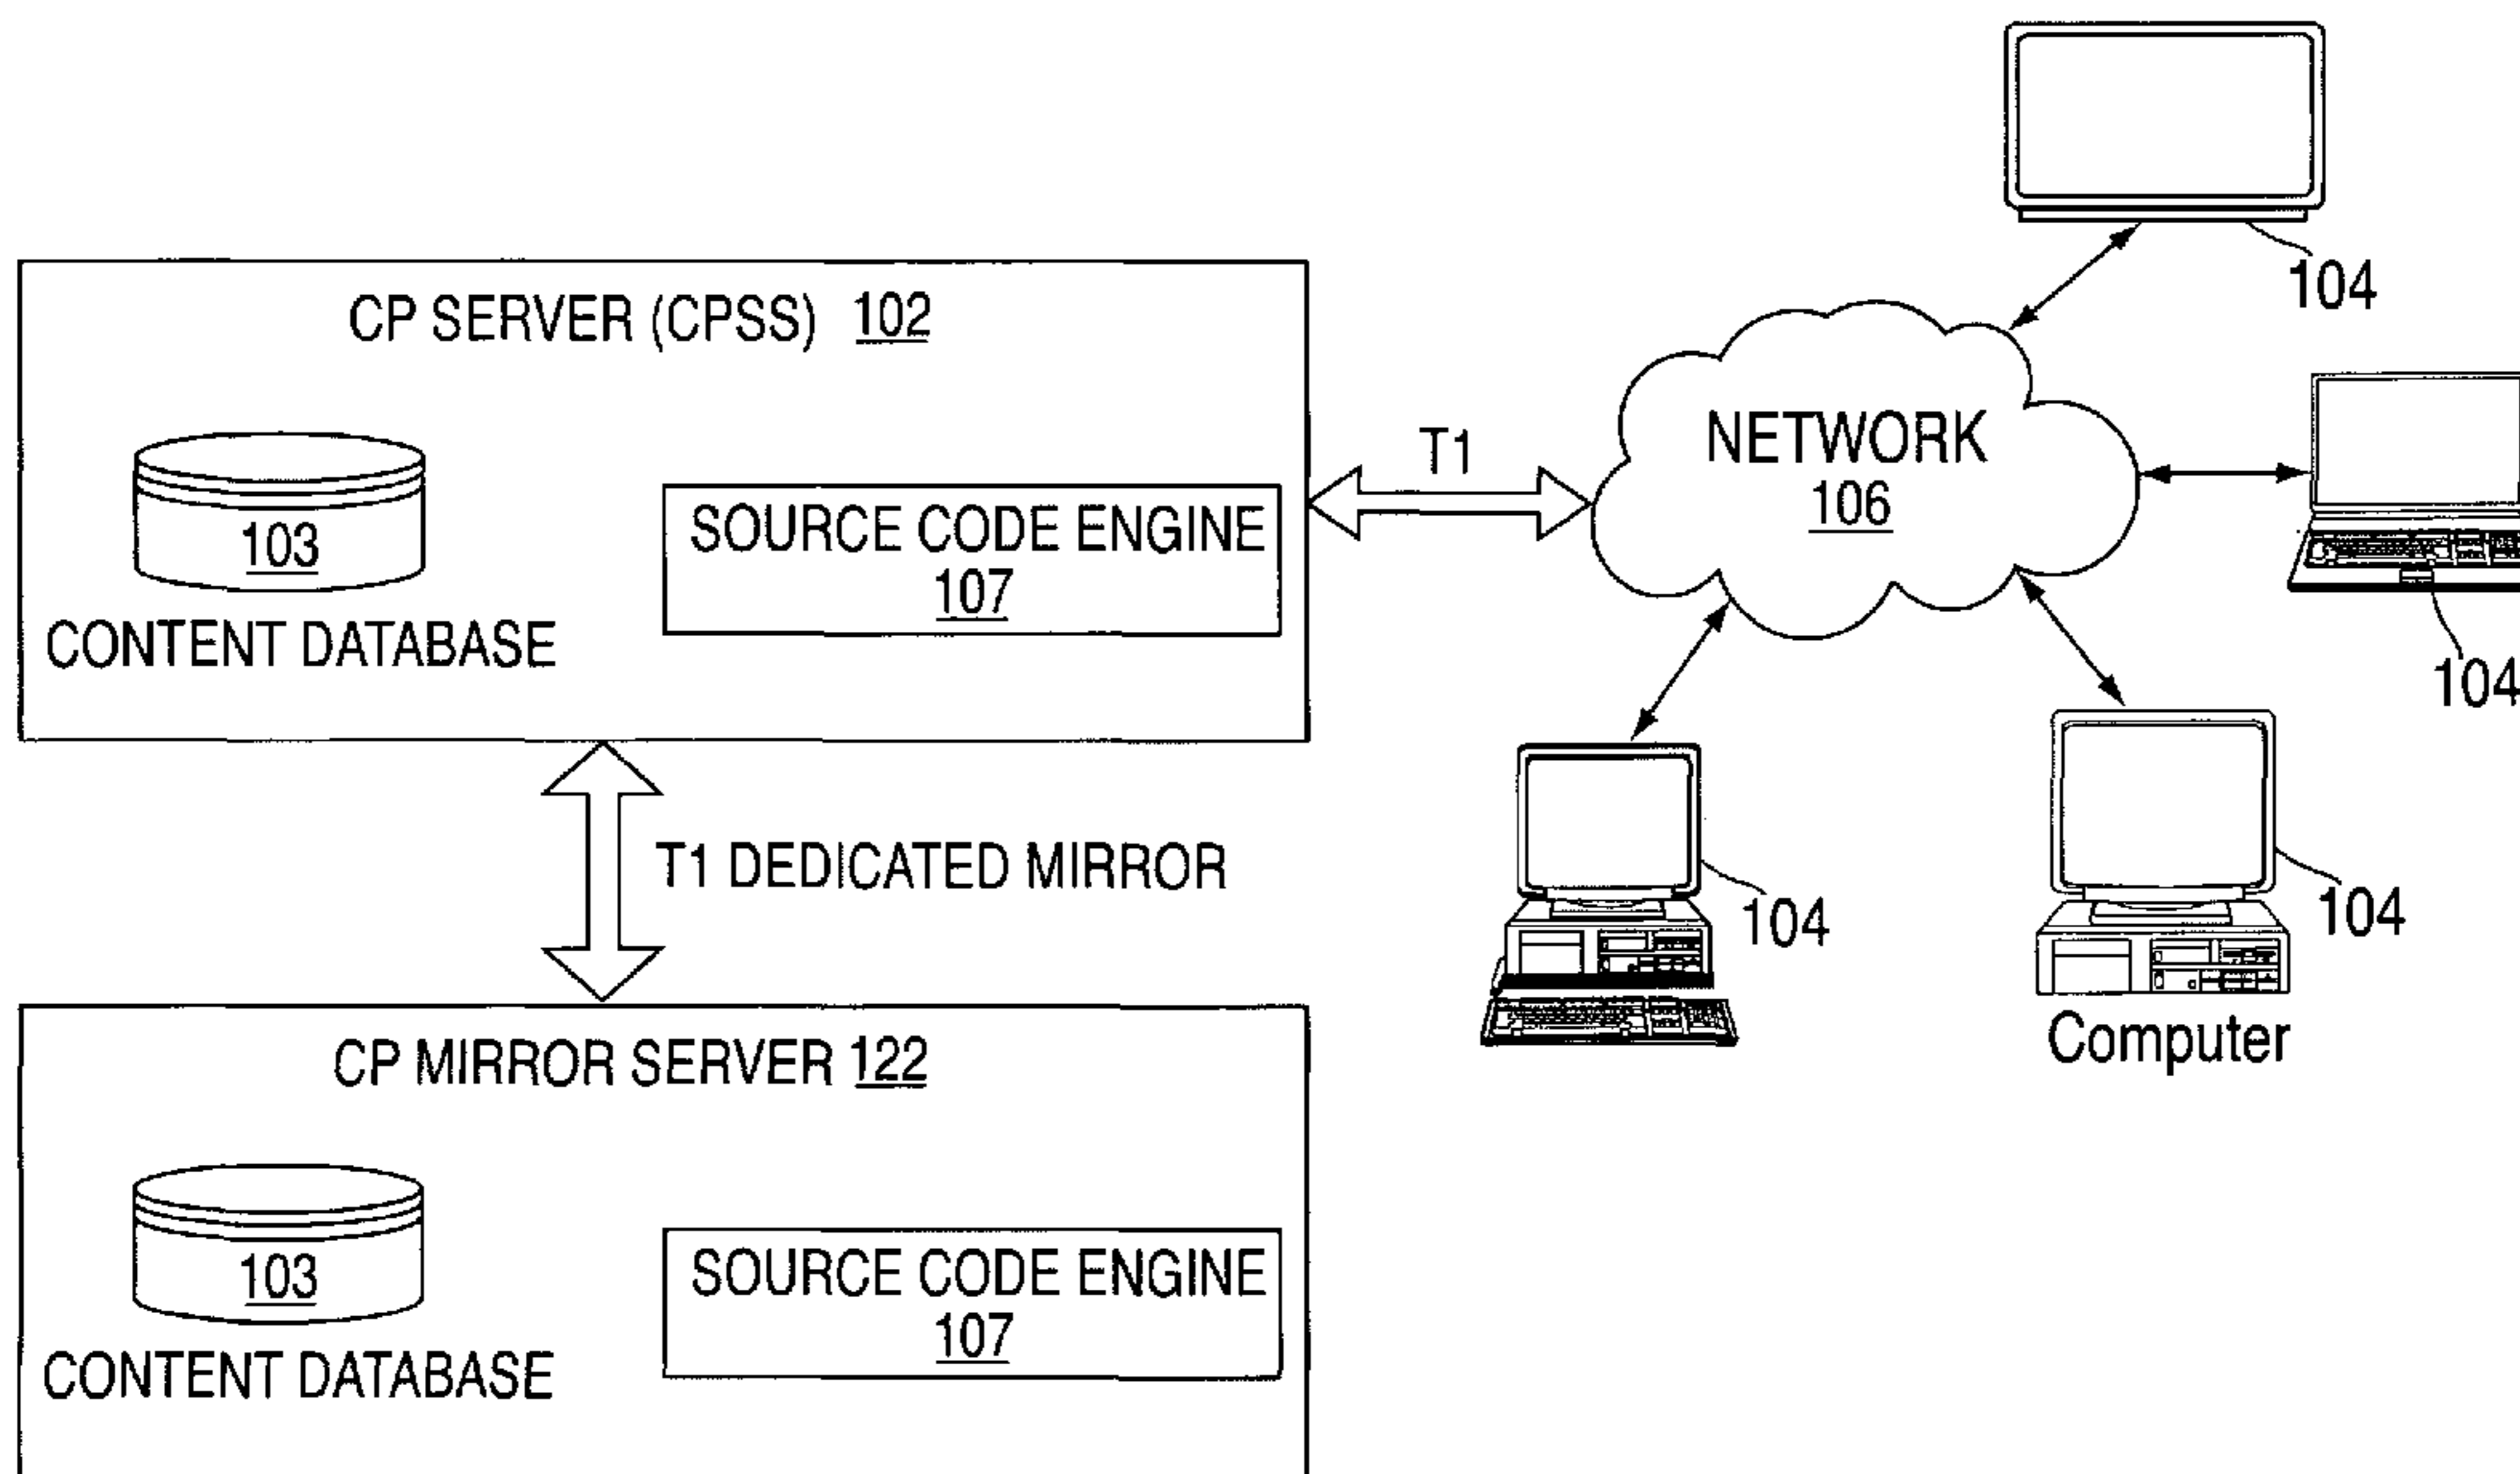 CP SERVER (CPSS) 102
103
CONTENT DATABASE
SOURCE CODE ENGINE
107
T1
NETWORK
106
104
104
104
104
Computer
T1 DEDICATED MIRROR
CP MIRROR SERVER 122
103
CONTENT DATABASE
SOURCE CODE ENGINE
107